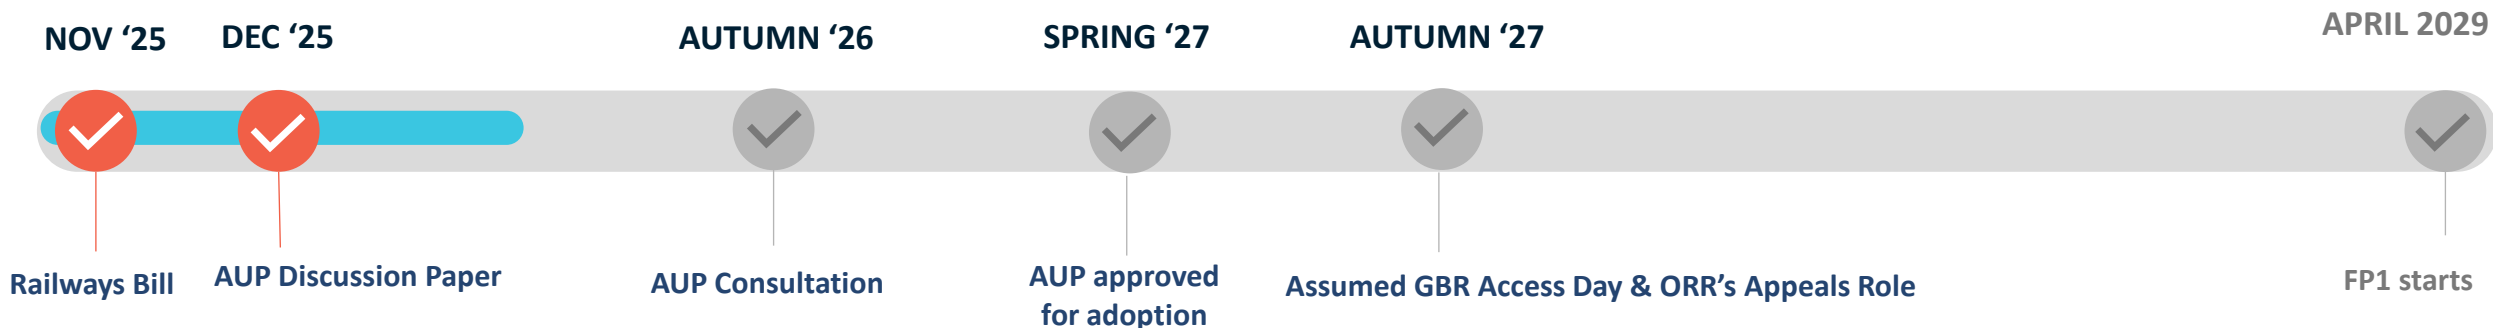 NOV ‘25
DEC ‘25
AUTUMN ‘26
SPRING ‘27
AUTUMN ‘27
APRIL 2029
Railways Bill
AUP Discussion Paper
AUP Consultation
AUP approved
for adoption
Assumed GBR Access Day & ORR’s Appeals Role
FP1 starts